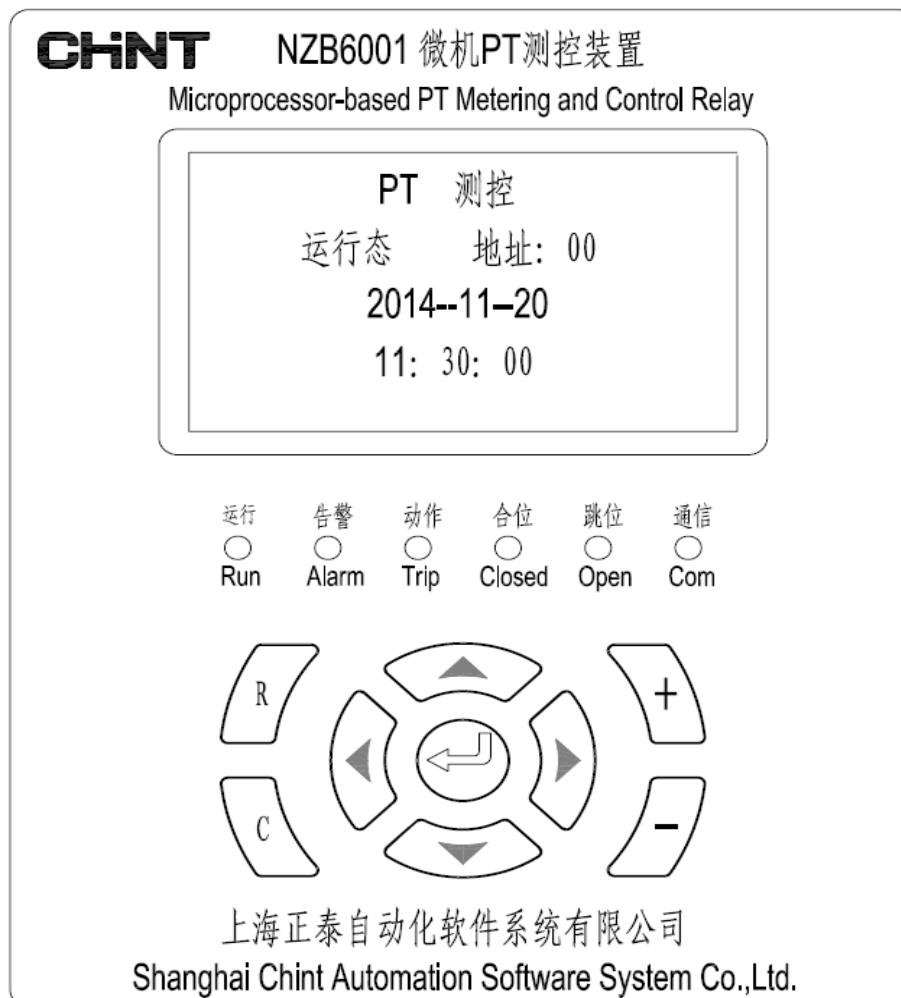 CHINT NZB6001 微机PT测控装置
Microprocessor-based PT Metering and Control Relay
PT 测控
运行态 地址: 00
2014--11–20
11: 30: 00
运行 告警 动作 合位 跳位 通信
Run Alarm Trip Closed Open Com
R +
C −
上海正泰自动化软件系统有限公司
Shanghai Chint Automation Software System Co.,Ltd.